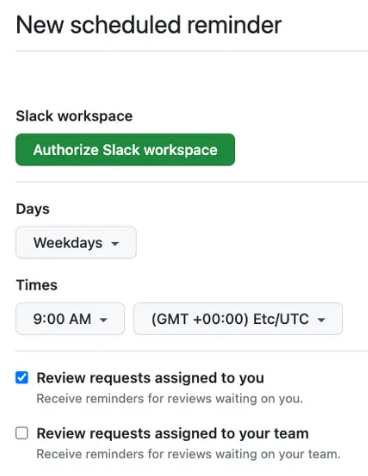 New scheduled reminder
Slack workspace
Authorize Slack workspace
Days
Weekdays
Times
9:00 AM
(GMT +00:00) Etc/UTC
Review requests assigned to you
Receive reminders for reviews waiting on you.
Review requests assigned to your team
Receive reminders for reviews waiting on your team.